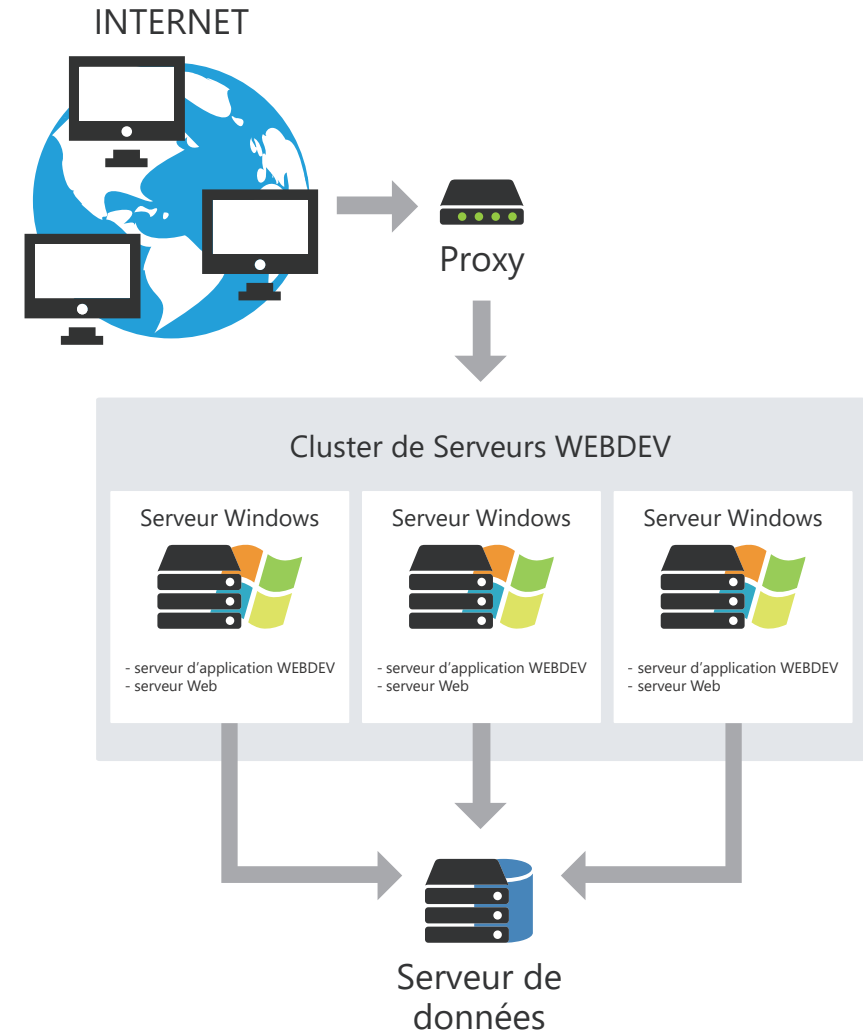 INTERNET
Proxy
Cluster de Serveurs WEBDEV
Serveur Windows
- serveur d'application WEBDEV
- serveur Web
Serveur Windows
- serveur d'application WEBDEV
- serveur Web
Serveur Windows
- serveur d'application WEBDEV
- serveur Web
Serveur de
données